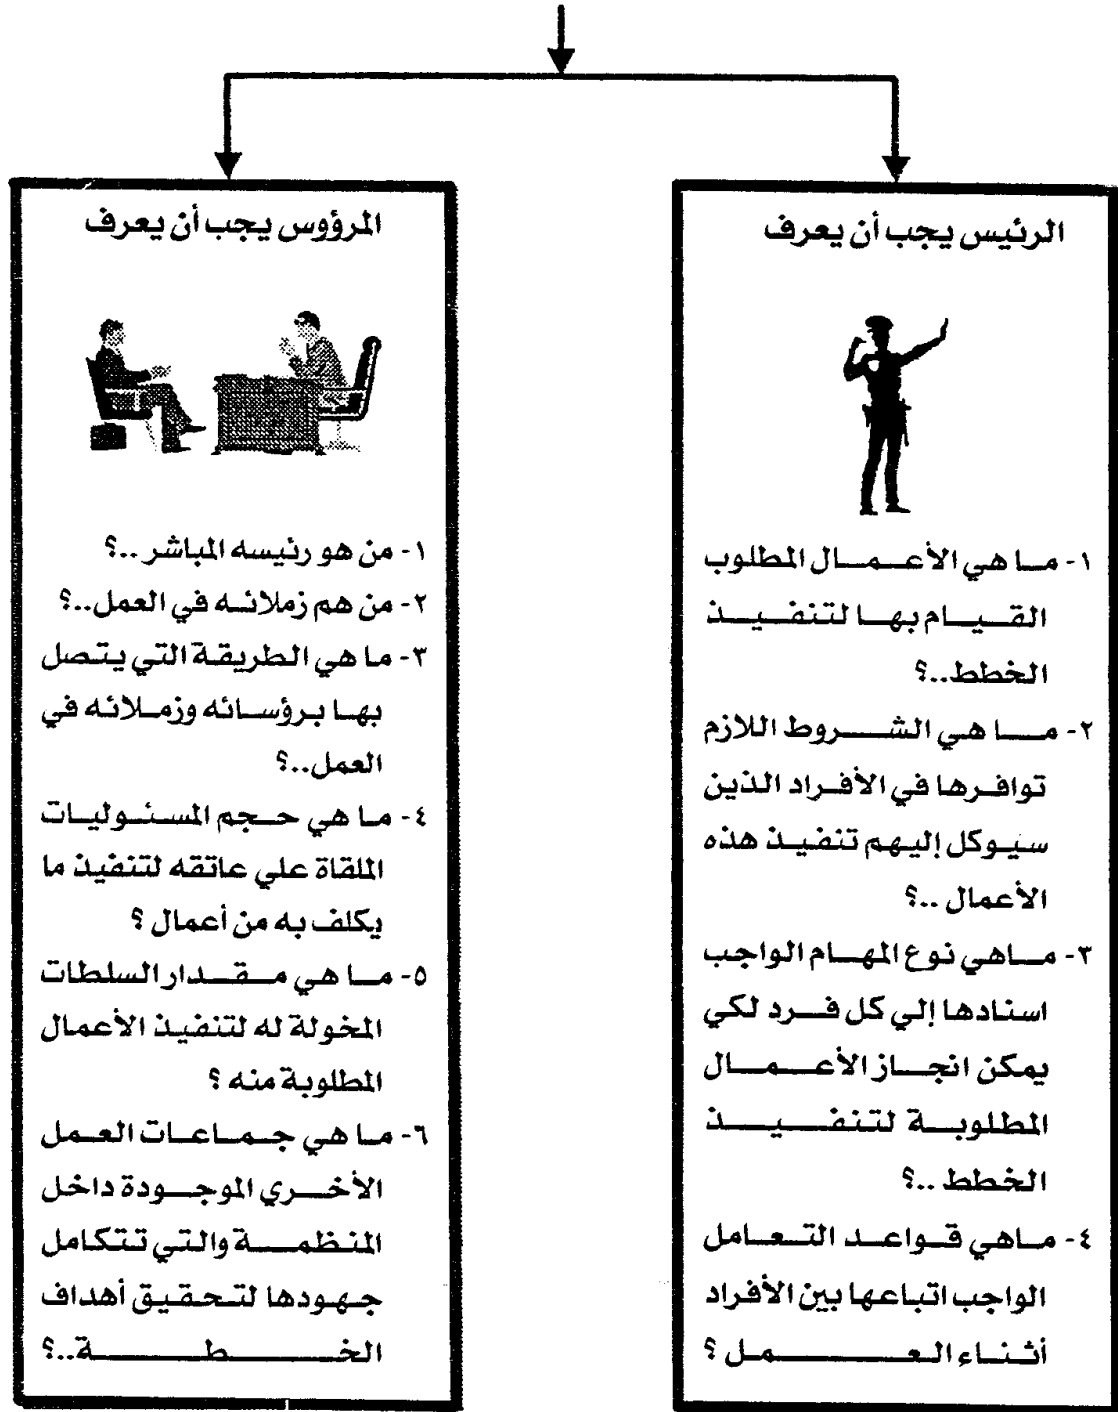 الرئيس يجب أن يعرف
١- ما هي الأعمال المطلوب
القيام بها لتنفيذ
الخطط..؟
٢- ما هي الشروط اللازم
توافرها في الأفراد الذين
سيوكل إليهم تنفيذ هذه
الأعمال ..؟
٣- ماهي نوع المهام الواجب
اسنادها إلي كل فرد لكي
يمكن انجاز الأعمال
المطلوبة لتنفيذ
الخطط ..؟
٤- ماهي قواعد التعامل
الواجب اتباعها بين الأفراد
أثناء العمل ؟
المرؤوس يجب أن يعرف
١- من هو رئيسه المباشر ..؟
٢- من هم زملائه في العمل..؟
٣- ما هي الطريقة التي يتصل
بها برؤسائه وزملائه في
العمل..؟
٤- ما هي حجم المسئوليات
الملقاة علي عاتقه لتنفيذ ما
يكلف به من أعمال ؟
٥- ما هي مقدار السلطات
المخولة له لتنفيذ الأعمال
المطلوبة منه ؟
٦- ما هي جماعات العمل
الأخري الموجودة داخل
المنظمة والتي تتكامل
جهودها لتحقيق أهداف
الخطة..؟